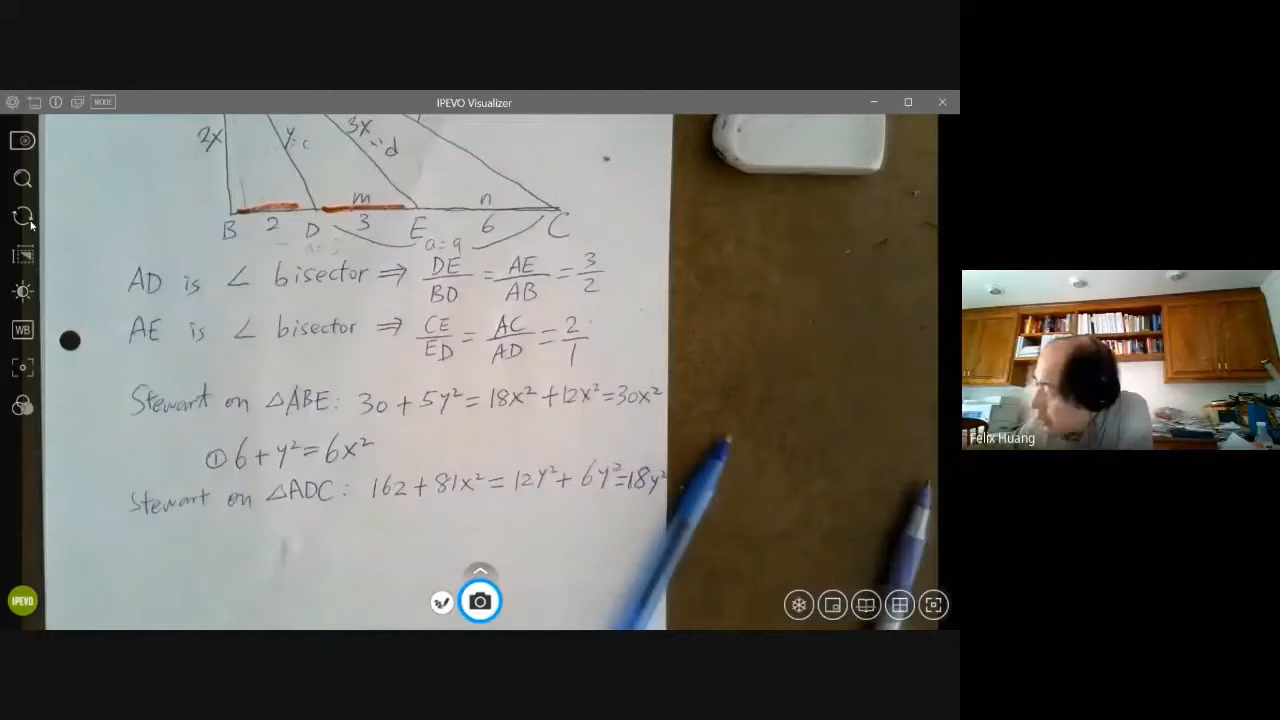 MODE
IPEVO Visualizer
2x
y=c
3x
=d
m
n
B 2 D 3 E 6 C
a=9
AD is ∠ bisector ⇒ DE/BD = AE/AB = 3/2
AE is ∠ bisector ⇒ CE/ED = AC/AD = 2/1
Stewart on △ABE: 30 + 5y² = 18x² + 12x² = 30x²
① 6 + y² = 6x²
Stewart on △ADC: 162 + 81x² = 12y² + 6y² = 18y²
WB
IPEVO
Felix Huang